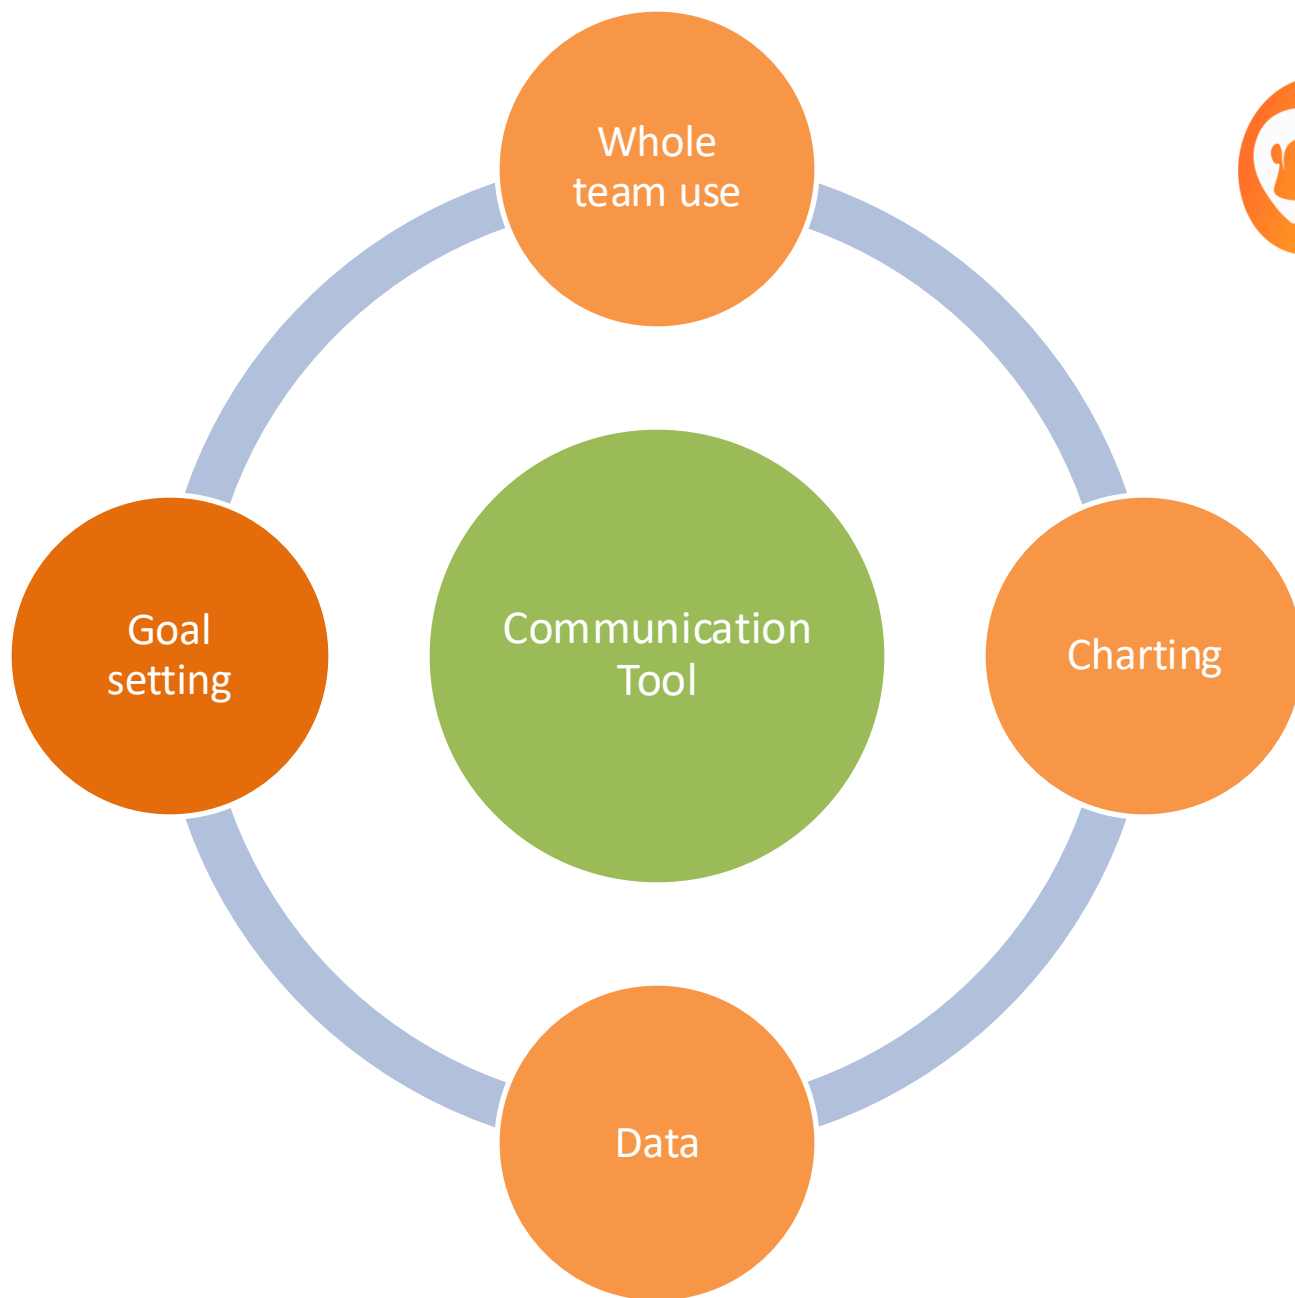 Whole
team use
Goal
setting
Communication
Tool
Charting
Data